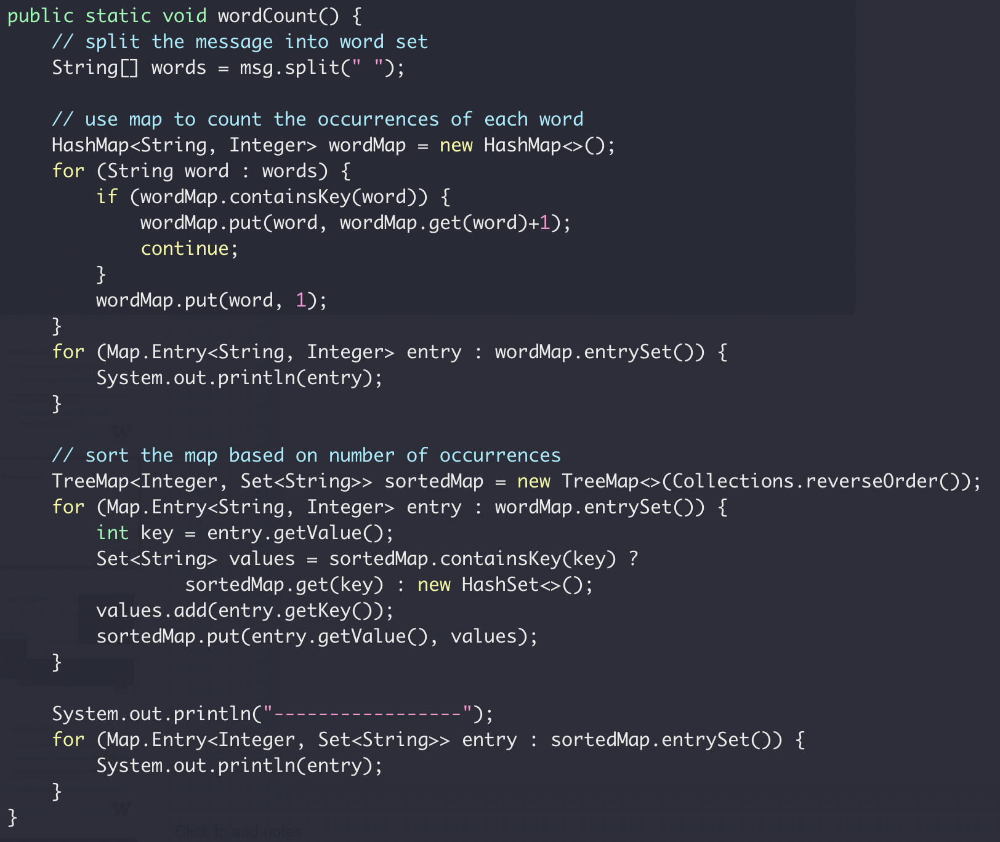 public static void wordCount() {
    // split the message into word set
    String[] words = msg.split(" ");

    // use map to count the occurrences of each word
    HashMap<String, Integer> wordMap = new HashMap<>();
    for (String word : words) {
        if (wordMap.containsKey(word)) {
            wordMap.put(word, wordMap.get(word)+1);
            continue;
        }
        wordMap.put(word, 1);
    }
    for (Map.Entry<String, Integer> entry : wordMap.entrySet()) {
        System.out.println(entry);
    }

    // sort the map based on number of occurrences
    TreeMap<Integer, Set<String>> sortedMap = new TreeMap<>(Collections.reverseOrder());
    for (Map.Entry<String, Integer> entry : wordMap.entrySet()) {
        int key = entry.getValue();
        Set<String> values = sortedMap.containsKey(key) ?
                sortedMap.get(key) : new HashSet<>();
        values.add(entry.getKey());
        sortedMap.put(entry.getValue(), values);
    }

    System.out.println("-----------------");
    for (Map.Entry<Integer, Set<String>> entry : sortedMap.entrySet()) {
        System.out.println(entry);
    }
}
Click to add notes